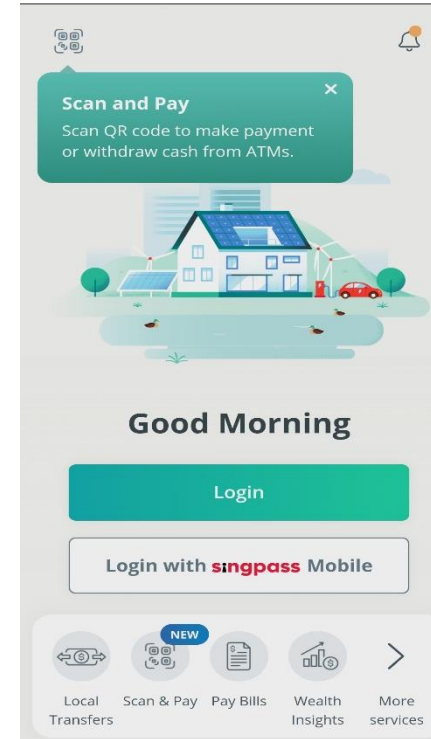 Scan and Pay
Scan QR code to make payment
or withdraw cash from ATMs.
Good Morning
Login
Login with singpass Mobile
NEW
Local Transfers
Scan & Pay
Pay Bills
Wealth Insights
More services